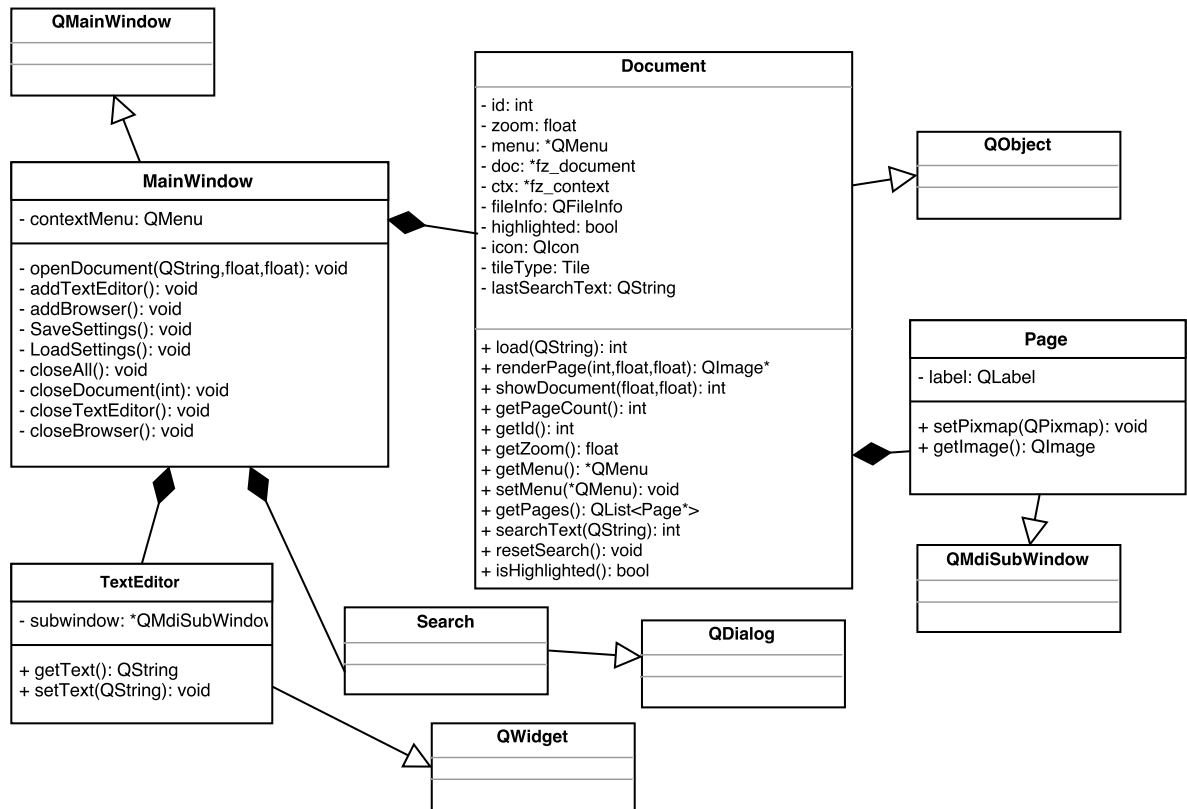 QMainWindow
MainWindow
- contextMenu: QMenu
- openDocument(QString,float,float): void
- addTextEditor(): void
- addBrowser(): void
- SaveSettings(): void
- LoadSettings(): void
- closeAll(): void
- closeDocument(int): void
- closeTextEditor(): void
- closeBrowser(): void
Document
- id: int
- zoom: float
- menu: *QMenu
- doc: *fz_document
- ctx: *fz_context
- fileInfo: QFileInfo
- highlighted: bool
- icon: QIcon
- tileType: Tile
- lastSearchText: QString
+ load(QString): int
+ renderPage(int,float,float): QImage*
+ showDocument(float,float): int
+ getPageCount(): int
+ getId(): int
+ getZoom(): float
+ getMenu(): *QMenu
+ setMenu(*QMenu): void
+ getPages(): QList<Page*>
+ searchText(QString): int
+ resetSearch(): void
+ isHighlighted(): bool
QObject
Page
- label: QLabel
+ setPixmap(QPixmap): void
+ getImage(): QImage
QMdiSubWindow
TextEditor
- subwindow: *QMdiSubWindow
+ getText(): QString
+ setText(QString): void
Search
QDialog
QWidget